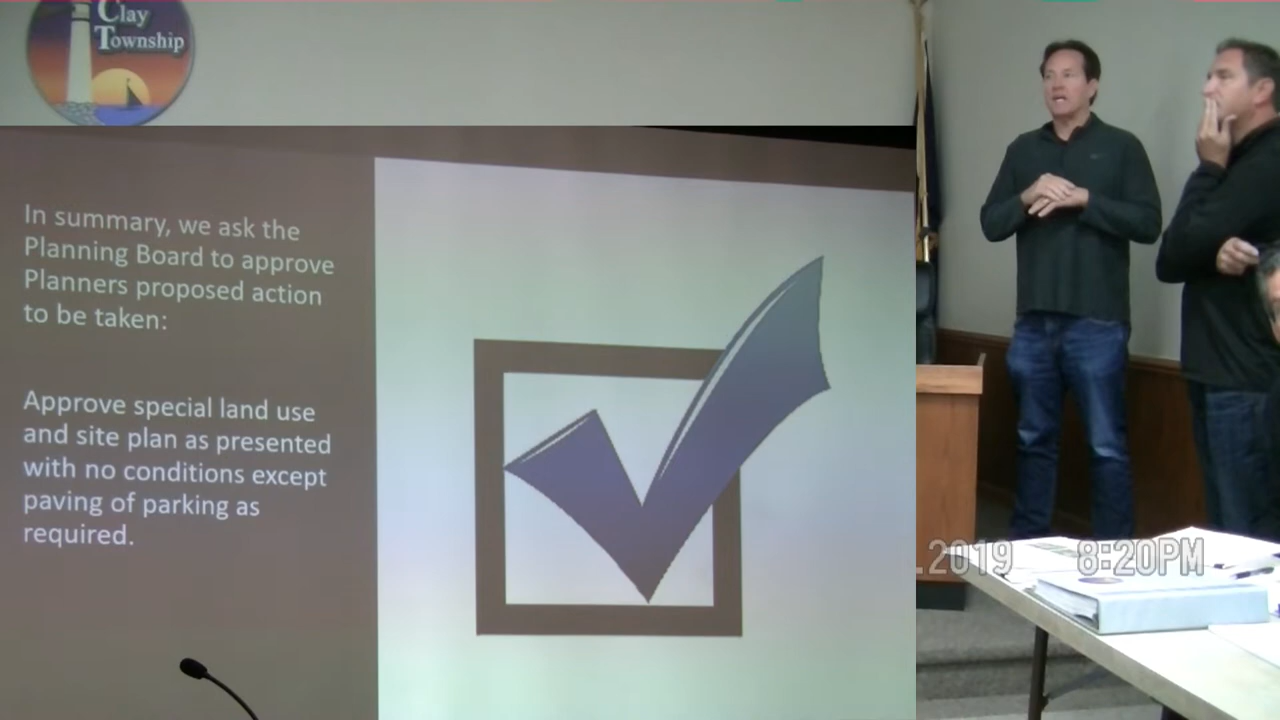 Clay
Township
In summary, we ask the
Planning Board to approve
Planners proposed action
to be taken:
Approve special land use
and site plan as presented
with no conditions except
paving of parking as
required.
.2019 8:20PM